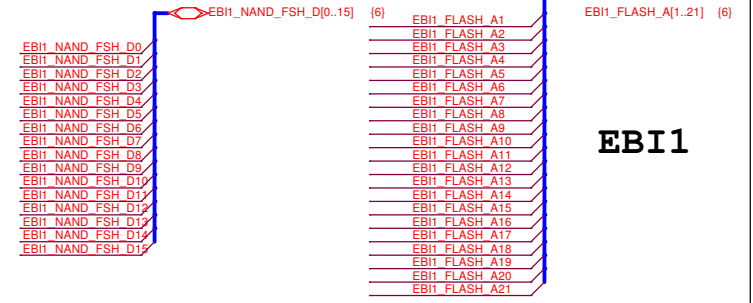 EBI1_NAND_FSH_D[0..15] {6}
EBI1_NAND_FSH_D0
EBI1_NAND_FSH_D1
EBI1_NAND_FSH_D2
EBI1_NAND_FSH_D3
EBI1_NAND_FSH_D4
EBI1_NAND_FSH_D5
EBI1_NAND_FSH_D6
EBI1_NAND_FSH_D7
EBI1_NAND_FSH_D8
EBI1_NAND_FSH_D9
EBI1_NAND_FSH_D10
EBI1_NAND_FSH_D11
EBI1_NAND_FSH_D12
EBI1_NAND_FSH_D13
EBI1_NAND_FSH_D14
EBI1_NAND_FSH_D15
EBI1_FLASH_A1
EBI1_FLASH_A2
EBI1_FLASH_A3
EBI1_FLASH_A4
EBI1_FLASH_A5
EBI1_FLASH_A6
EBI1_FLASH_A7
EBI1_FLASH_A8
EBI1_FLASH_A9
EBI1_FLASH_A10
EBI1_FLASH_A11
EBI1_FLASH_A12
EBI1_FLASH_A13
EBI1_FLASH_A14
EBI1_FLASH_A15
EBI1_FLASH_A16
EBI1_FLASH_A17
EBI1_FLASH_A18
EBI1_FLASH_A19
EBI1_FLASH_A20
EBI1_FLASH_A21
EBI1_FLASH_A[1..21] {6}
EBI1